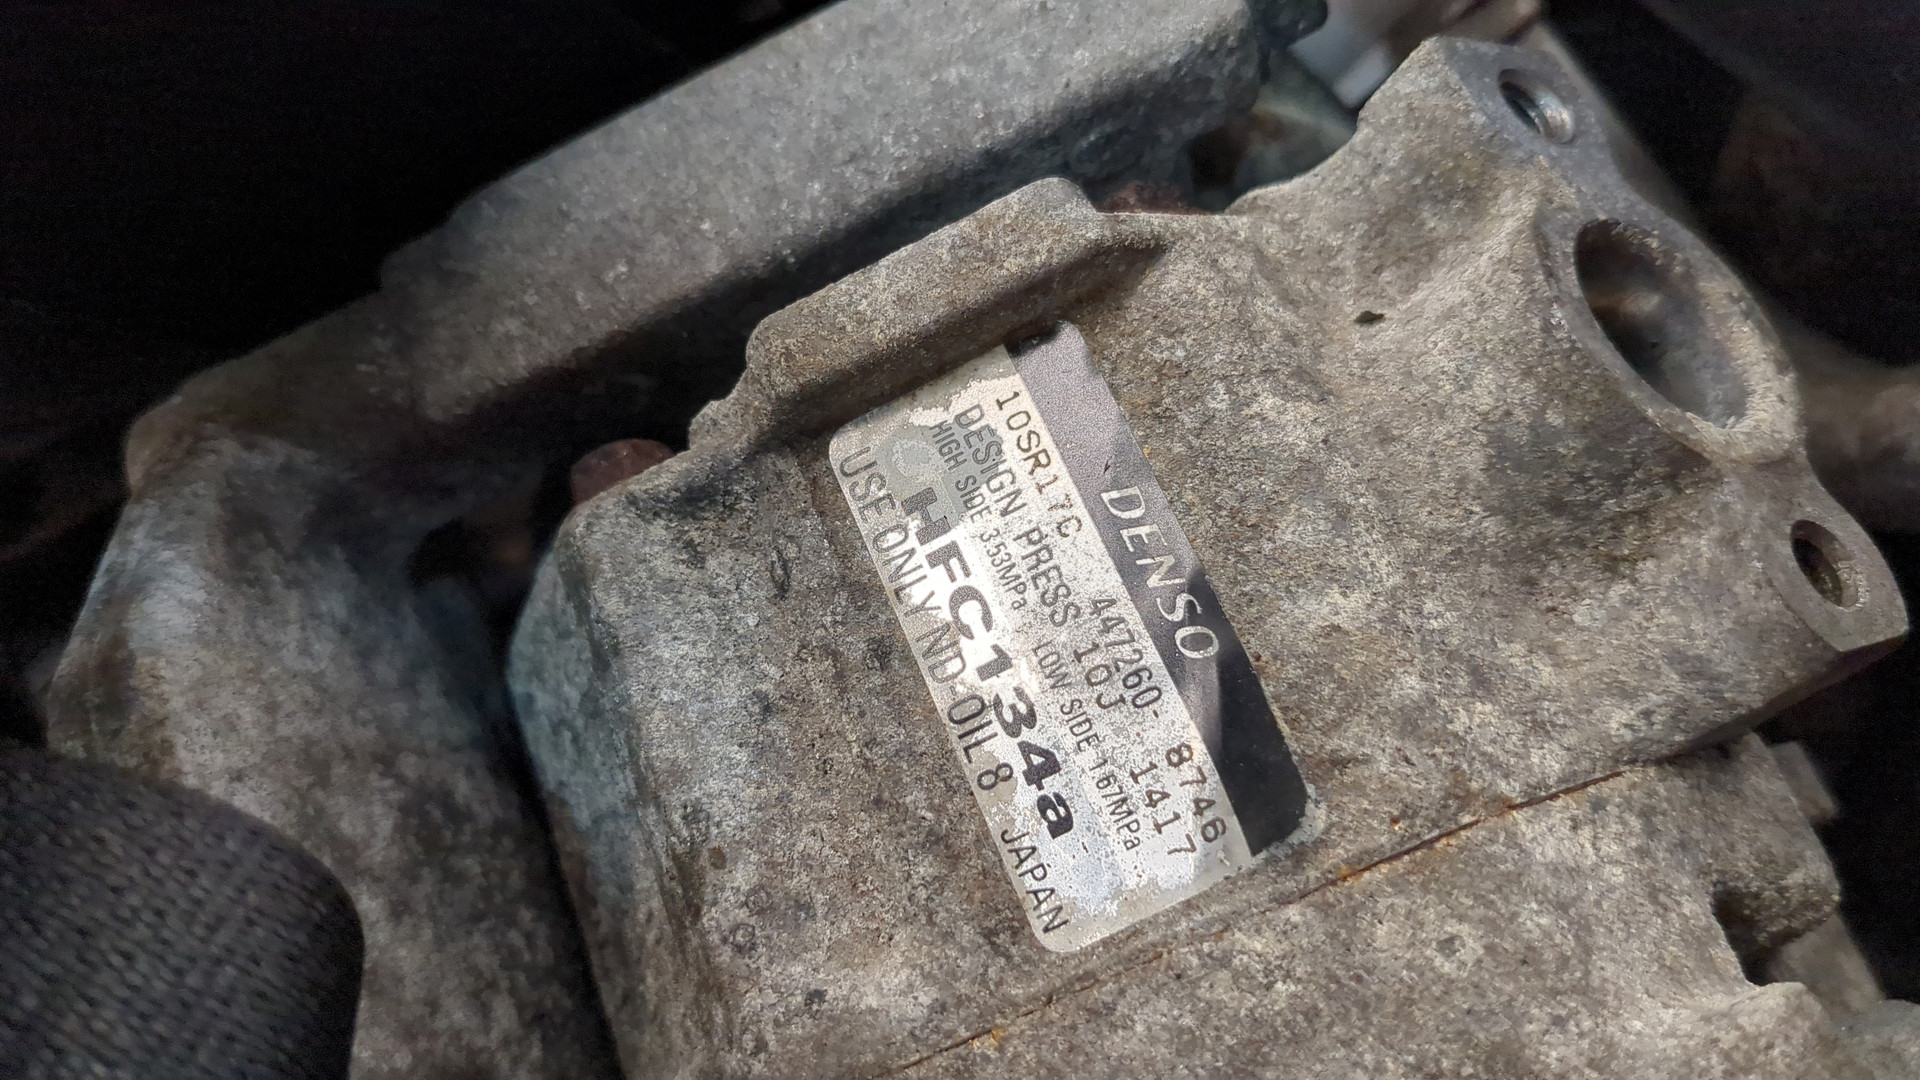 DENSO
10SR17C 447260-8746
DESIGN PRESS 10J 1417
HIGH SIDE 3.53MPa LOW SIDE 1.67MPa
HFC134a
USE ONLY ND-OIL 8 JAPAN